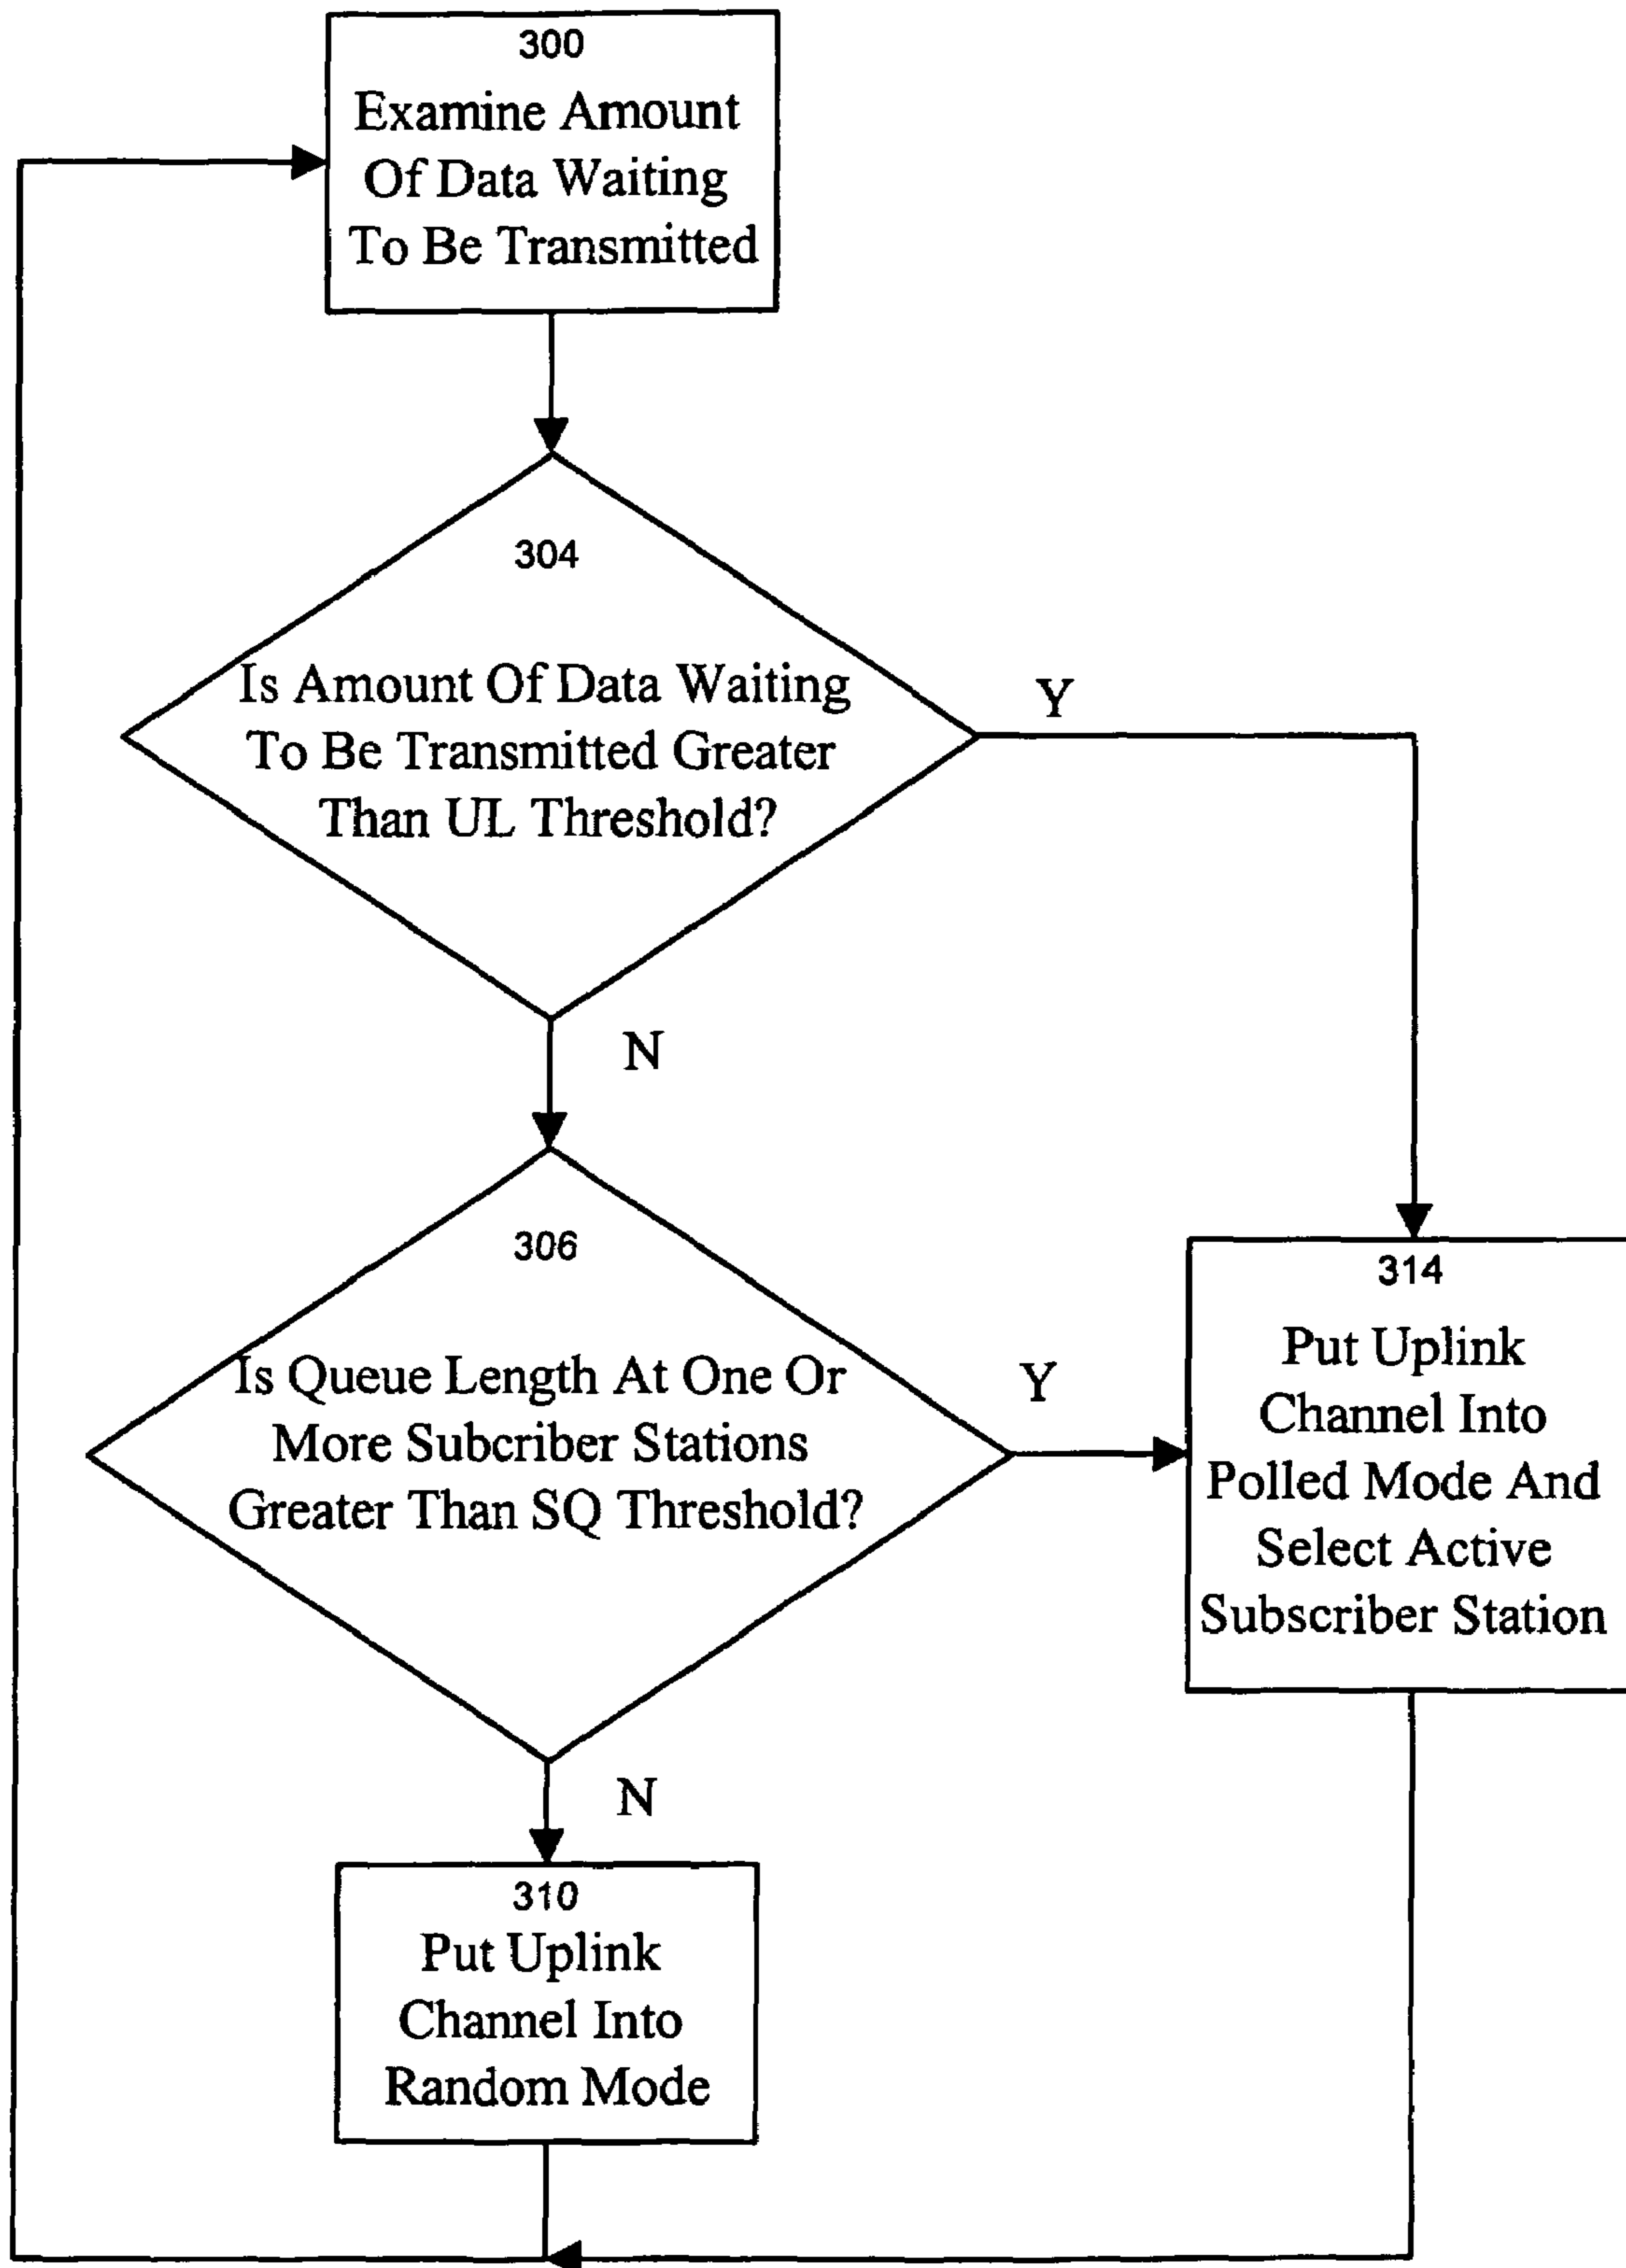 300
Examine Amount
Of Data Waiting
To Be Transmitted
304
Is Amount Of Data Waiting
To Be Transmitted Greater
Than UL Threshold?
Y
N
306
Is Queue Length At One Or
More Subcriber Stations
Greater Than SQ Threshold?
Y
N
314
Put Uplink
Channel Into
Polled Mode And
Select Active
Subscriber Station
310
Put Uplink
Channel Into
Random Mode